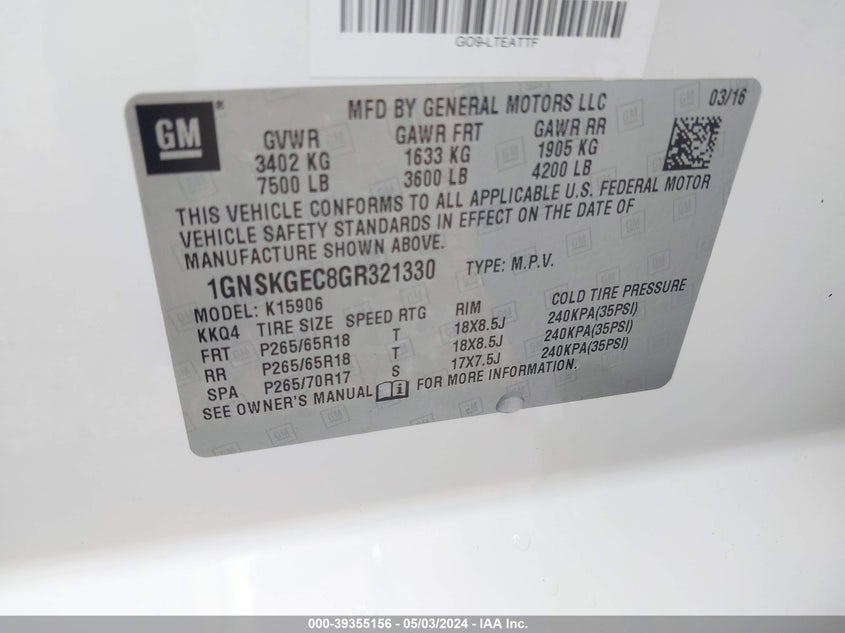 GO9-LTEATTF
GM
MFD BY GENERAL MOTORS LLC 03/16
GVWR GAWR FRT GAWR RR
3402 KG 1633 KG 1905 KG
7500 LB 3600 LB 4200 LB
THIS VEHICLE CONFORMS TO ALL APPLICABLE U.S. FEDERAL MOTOR
VEHICLE SAFETY STANDARDS IN EFFECT ON THE DATE OF
MANUFACTURE SHOWN ABOVE.
1GNSKGEC8GR321330 TYPE: M.P.V.
MODEL: K15906
KKQ4 TIRE SIZE SPEED RTG RIM COLD TIRE PRESSURE
FRT P265/65R18 T 18X8.5J 240KPA(35PSI)
RR P265/65R18 T 18X8.5J 240KPA(35PSI)
SPA P265/70R17 S 17X7.5J 240KPA(35PSI)
SEE OWNER'S MANUAL FOR MORE INFORMATION.
000-39355156 - 05/03/2024 - IAA Inc.